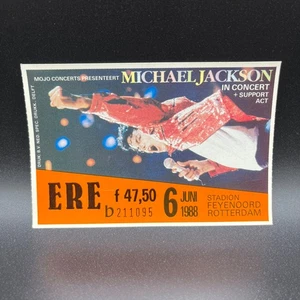 MOJO CONCERTS PRESENTEERT
MICHAEL JACKSON
IN CONCERT
+ SUPPORT
ACT
ERE
f 47,50
b 211095
6
JUNI
1988
STADION
FEYENOORD
ROTTERDAM